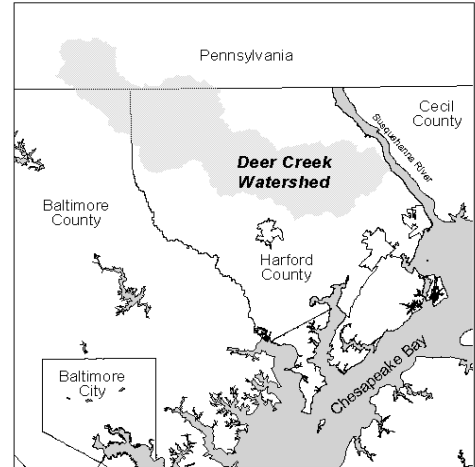 Pennsylvania
Cecil
County
Susquehanna River
Deer Creek
Watershed
Baltimore
County
Harford
County
Chesapeake Bay
Baltimore
City